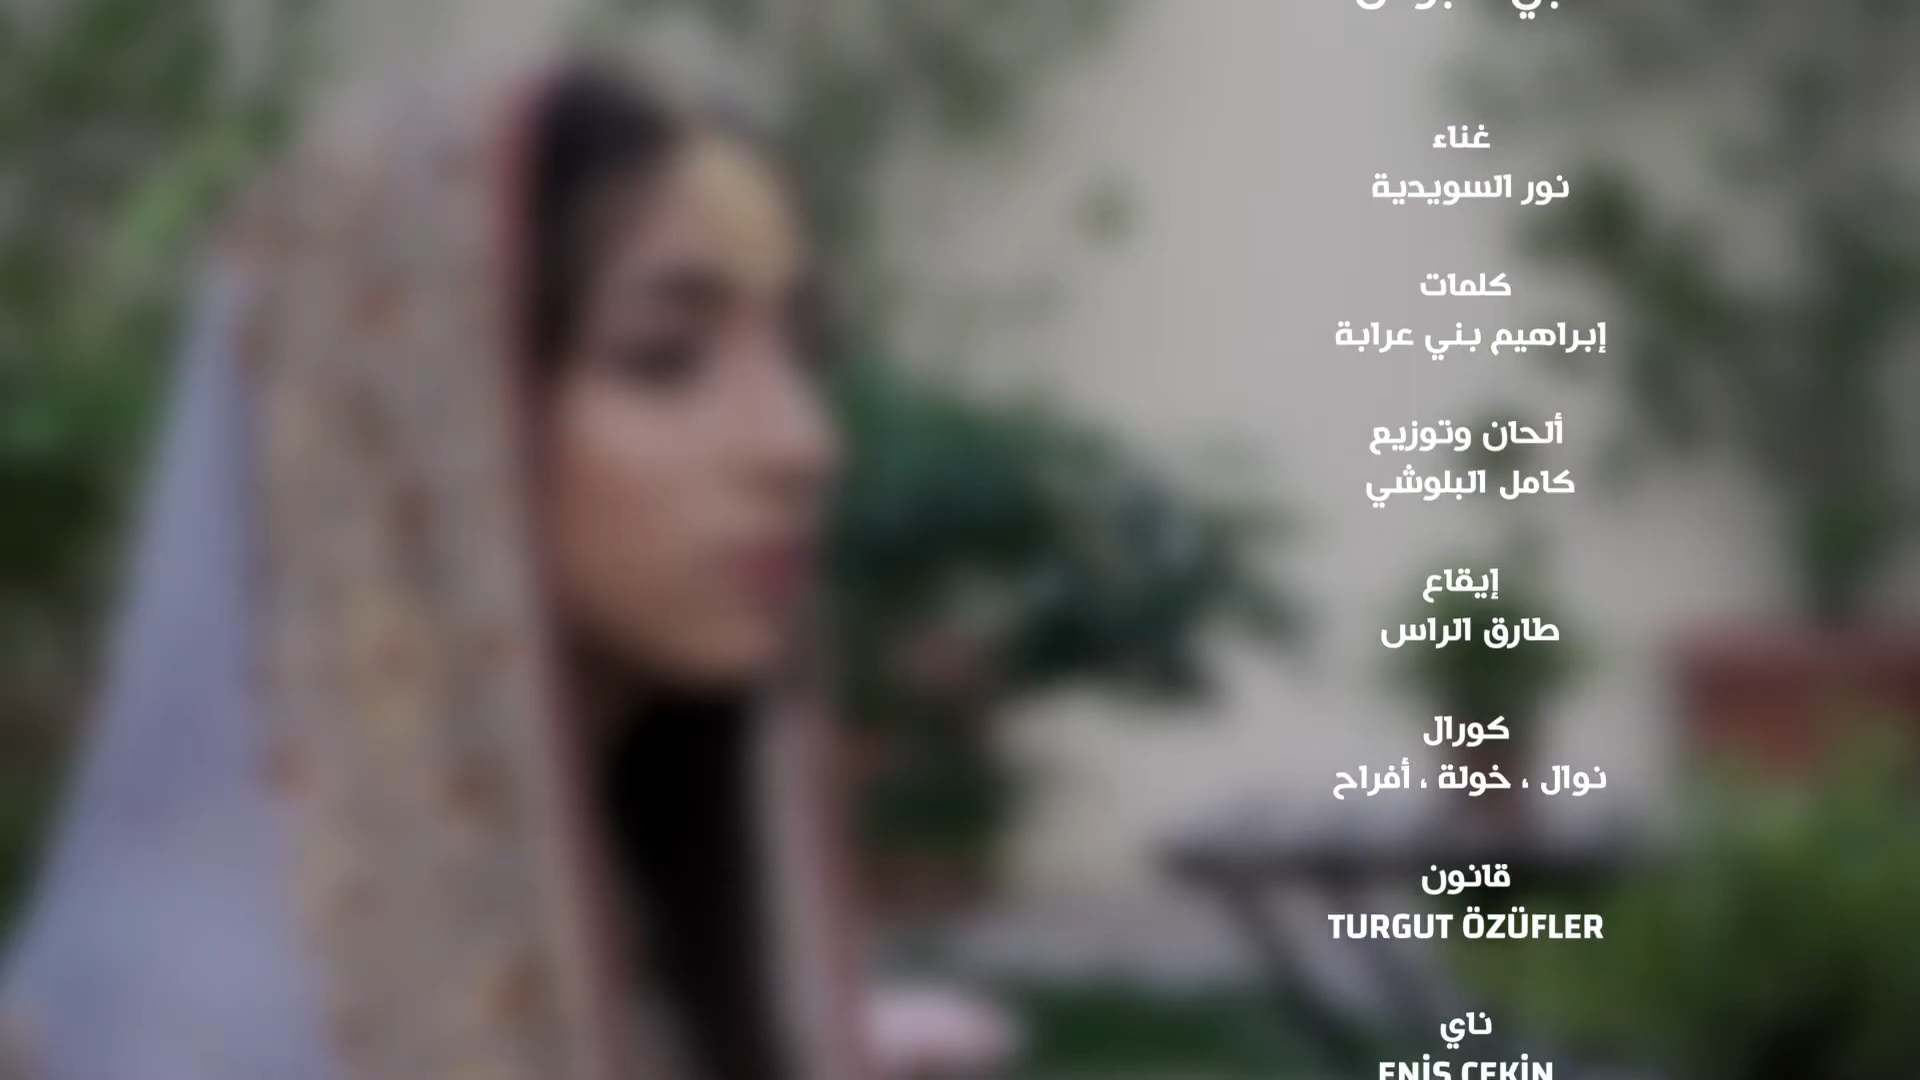 غناء
نور السويدية
كلمات
إبراهيم بني عرابة
ألحان وتوزيع
كامل البلوشي
إيقاع
طارق الراس
كورال
نوال ، خولة ، أفراح
قانون
TURGUT ÖZÜFLER
ناي